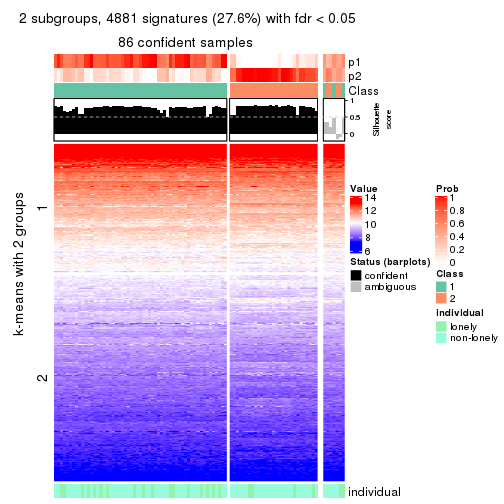 2 subgroups, 4881 signatures (27.6%) with fdr < 0.05
86 confident samples
p1
p2
Class
1
0.5
0
Silhouette
score
k-means with 2 groups
1
2
individual
Value
14
12
10
8
6
Status (barplots)
confident
ambiguous
Prob
1
0.8
0.6
0.4
0.2
0
Class
1
2
individual
lonely
non-lonely